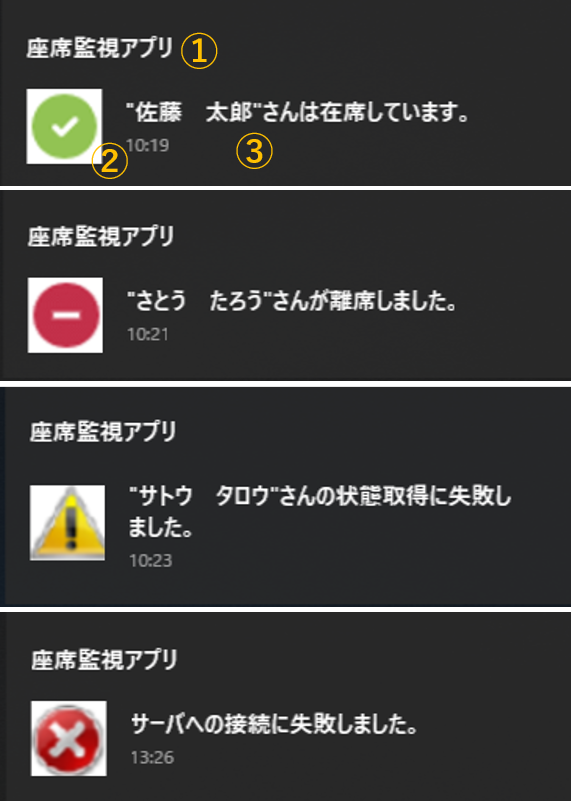 座席監視アプリ ①
"佐藤　太郎"さんは在席しています。
② 10:19 ③
座席監視アプリ
"さとう　たろう"さんが離席しました。
10:21
座席監視アプリ
"サトウ　タロウ"さんの状態取得に失敗し
ました。
10:23
座席監視アプリ
サーバへの接続に失敗しました。
13:26